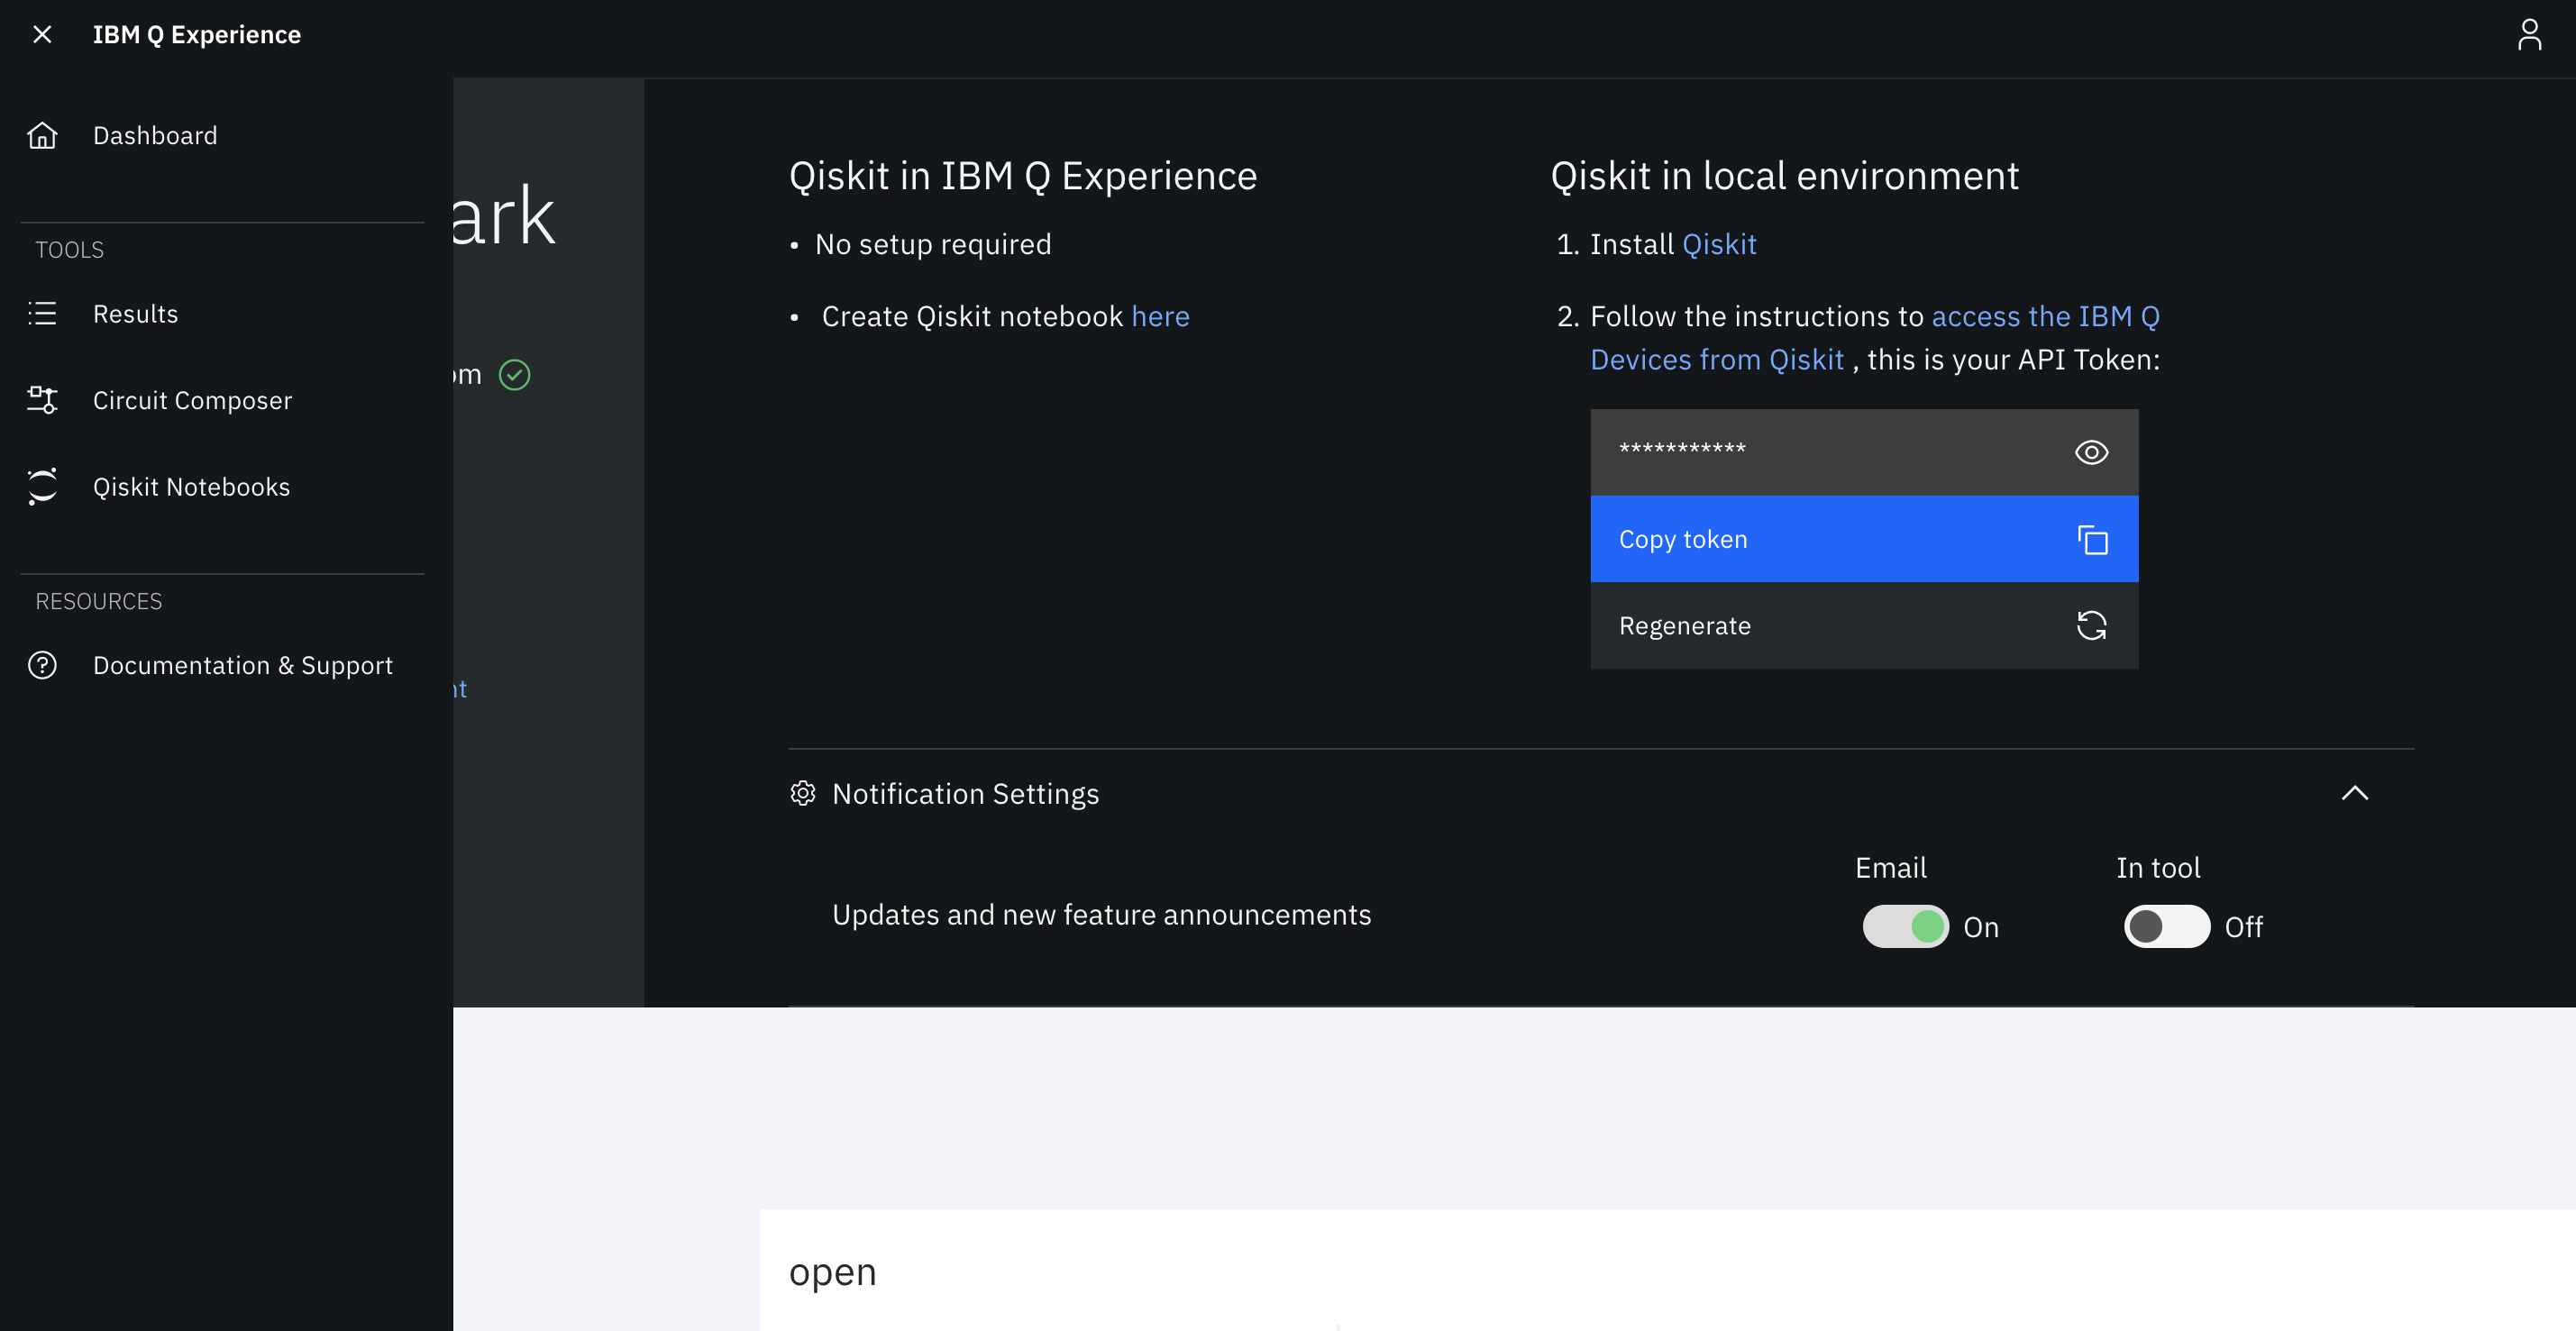 IBM Q Experience
Dashboard
TOOLS
Results
Circuit Composer
Qiskit Notebooks
RESOURCES
Documentation & Support
ark
om
nt
Qiskit in IBM Q Experience
• No setup required
• Create Qiskit notebook here
Qiskit in local environment
1. Install Qiskit
2. Follow the instructions to access the IBM Q
Devices from Qiskit , this is your API Token:
***********
Copy token
Regenerate
Notification Settings
Email
In tool
Updates and new feature announcements
On
Off
open